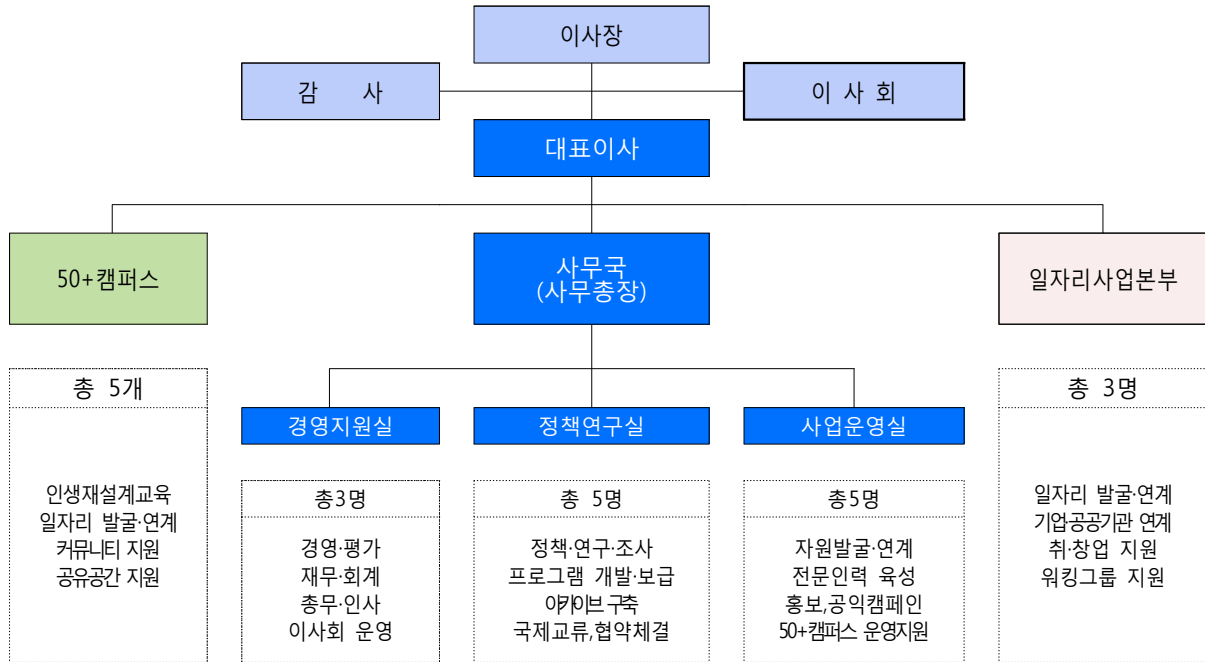 이사장
감 사
이 사 회
대표이사
50+캠퍼스
사무국
(사무총장)
일자리사업본부
총 5개
인생재설계교육
일자리 발굴·연계
커뮤니티 지원
공유공간 지원
경영지원실
총3명
경영·평가
재무·회계
총무·인사
이사회 운영
정책연구실
총 5명
정책·연구·조사
프로그램 개발·보급
아카이브 구축
국제교류,협약체결
사업운영실
총5명
자원발굴·연계
전문인력 육성
홍보,공익캠페인
50+캠퍼스 운영지원
총 3명
일자리 발굴·연계
기업·공공기관 연계
취·창업 지원
워킹그룹 지원